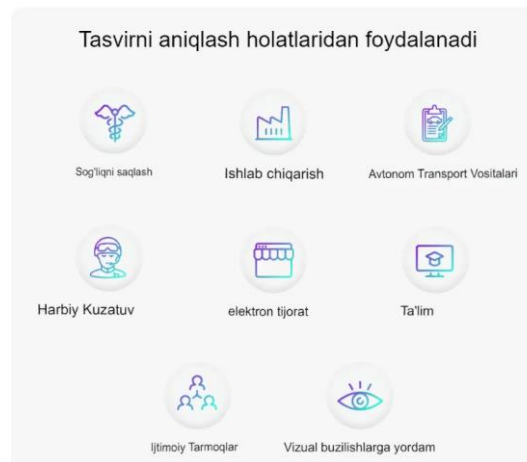 Tasvirni aniqlash holatlaridan foydalanadi
Sog'liqni saqlash
Ishlab chiqarish
Avtonom Transport Vositalari
Harbiy Kuzatuv
elektron tijorat
Ta'lim
Ijtimoiy Tarmoqlar
Vizual buzilishlarga yordam